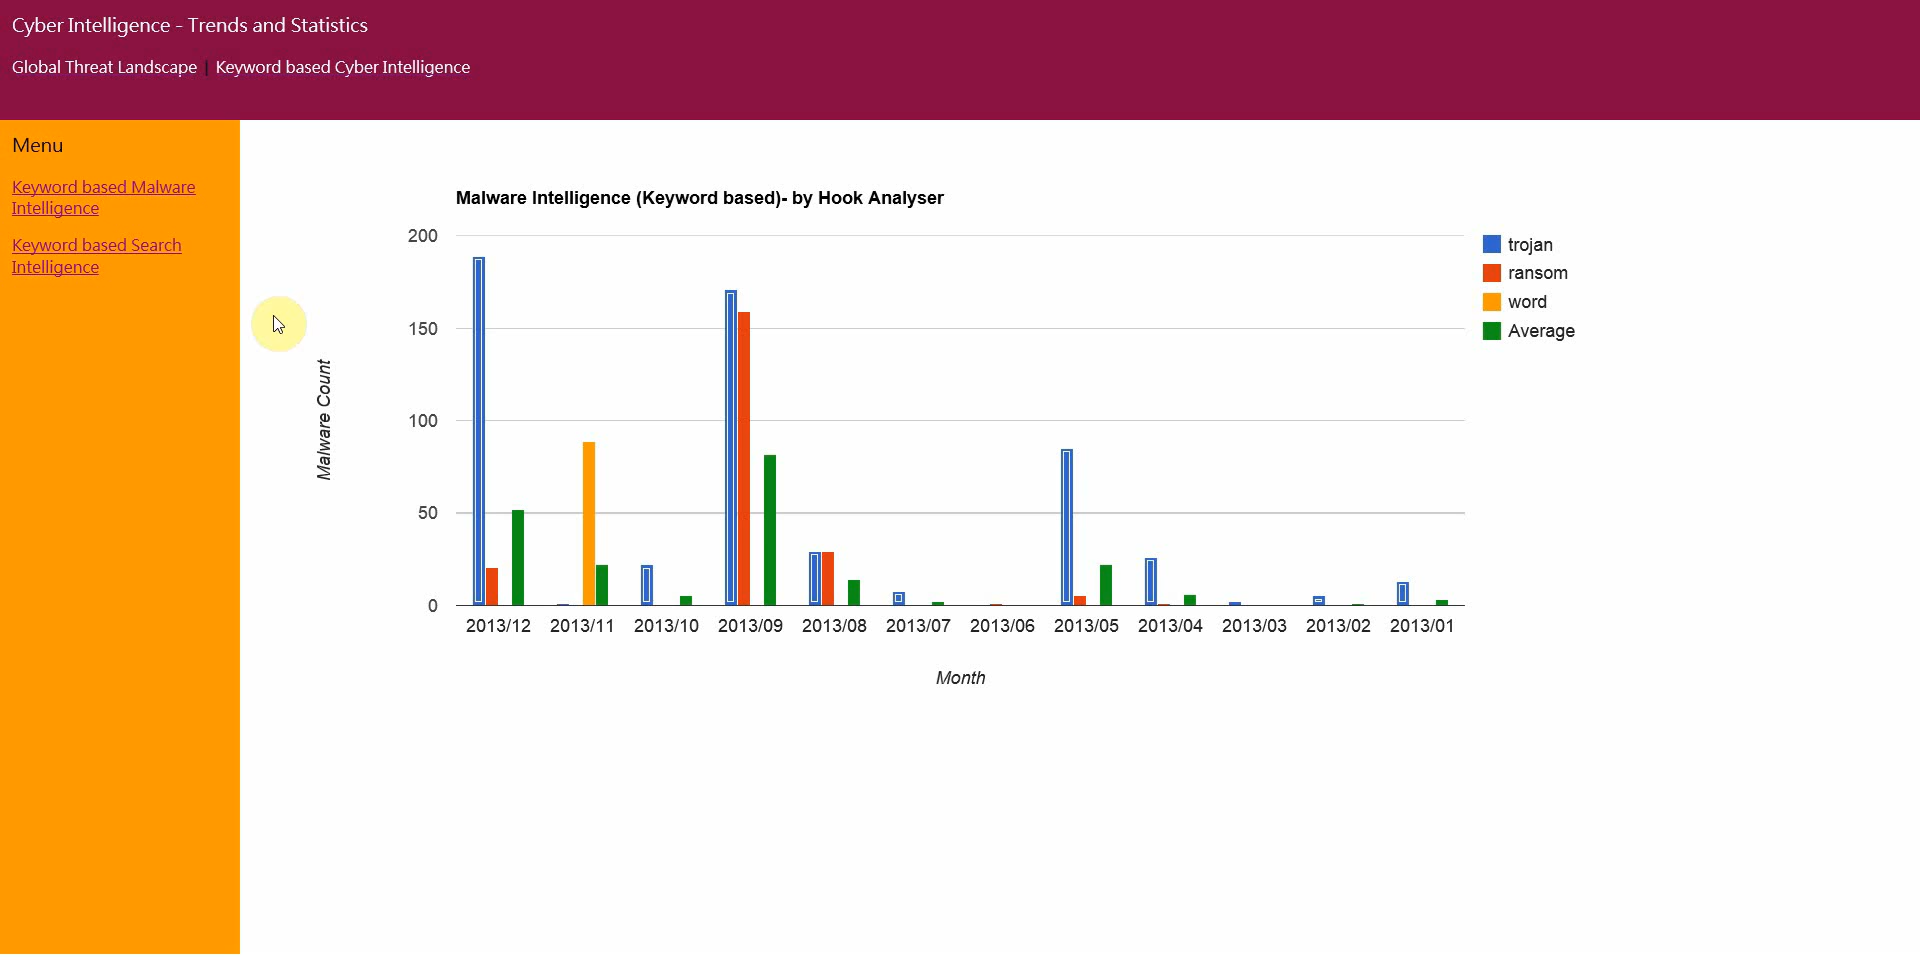 Cyber Intelligence - Trends and Statistics
Global Threat Landscape | Keyword based Cyber Intelligence
Menu
Keyword based Malware
Intelligence
Keyword based Search
Intelligence
Malware Intelligence (Keyword based)- by Hook Analyser
200
150
100
50
0
Malware Count
2013/12 2013/11 2013/10 2013/09 2013/08 2013/07 2013/06 2013/05 2013/04 2013/03 2013/02 2013/01
Month
trojan
ransom
word
Average